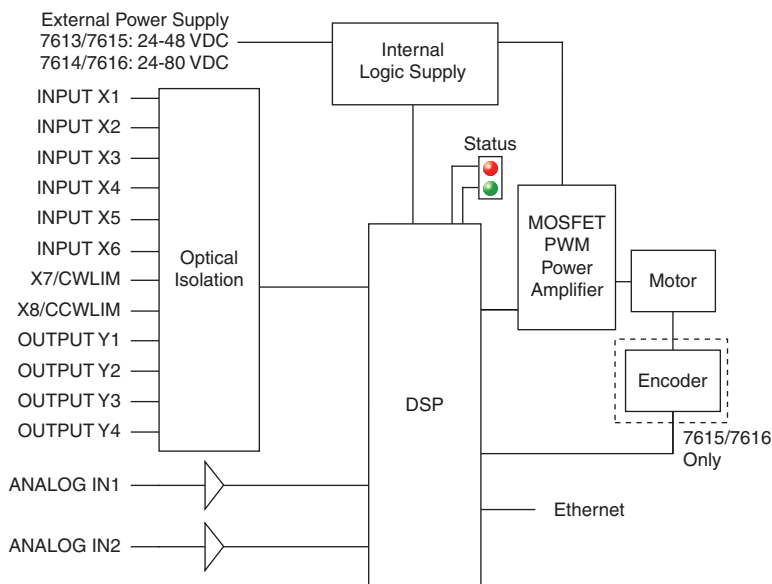 External Power Supply
7613/7615: 24-48 VDC
7614/7616: 24-80 VDC
Internal
Logic Supply
INPUT X1
INPUT X2
INPUT X3
INPUT X4
INPUT X5
INPUT X6
X7/CWLIM
X8/CCWLIM
OUTPUT Y1
OUTPUT Y2
OUTPUT Y3
OUTPUT Y4
Optical
Isolation
Status
MOSFET
PWM
Power
Amplifier
Motor
Encoder
7615/7616
Only
DSP
ANALOG IN1
ANALOG IN2
Ethernet